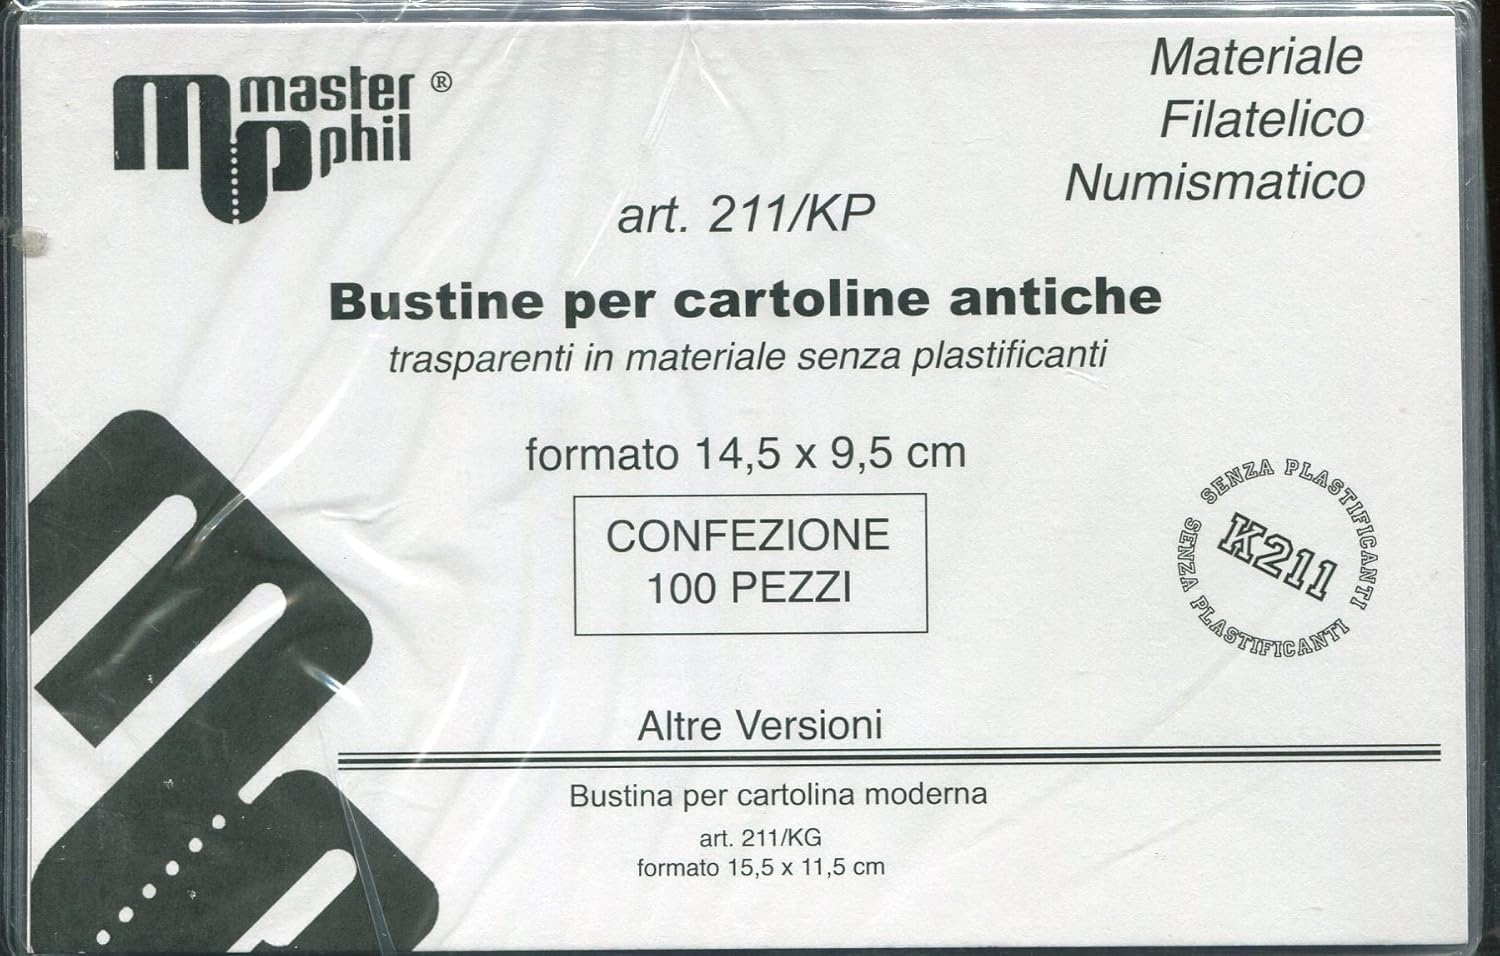 master ®
phil
Materiale
Filatelico
Numismatico
art. 211/KP
Bustine per cartoline antiche
trasparenti in materiale senza plastificanti
formato 14,5 x 9,5 cm
CONFEZIONE
100 PEZZI
SENZA PLASTIFICANTI
K211
SENZA PLASTIFICANTI
Altre Versioni
Bustina per cartolina moderna
art. 211/KG
formato 15,5 x 11,5 cm